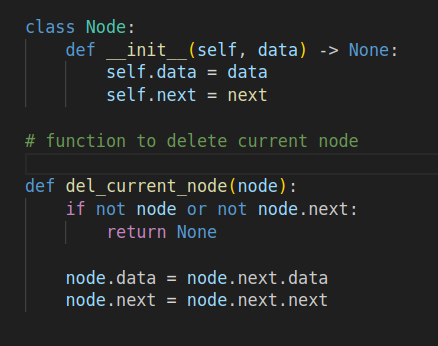 class Node:
    def __init__(self, data) -> None:
        self.data = data
        self.next = next
# function to delete current node
def del_current_node(node):
    if not node or not node.next:
        return None
    node.data = node.next.data
    node.next = node.next.next